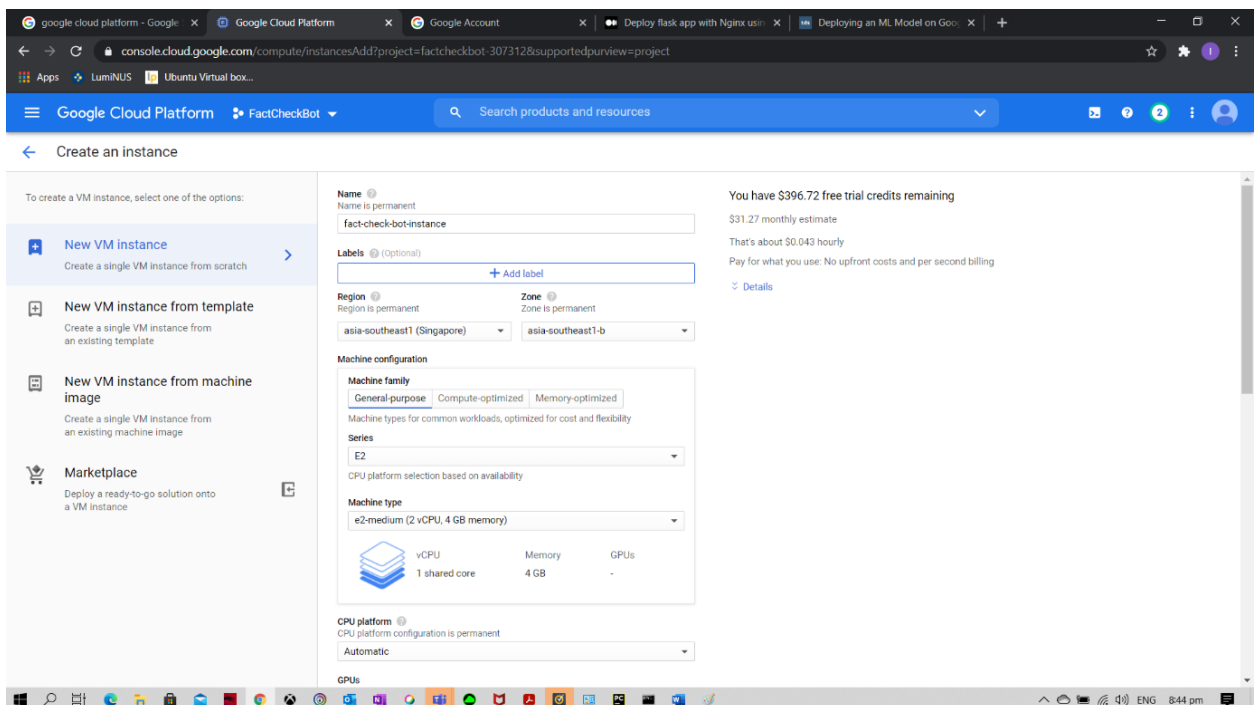 google cloud platform - Google
Google Cloud Platform
Google Account
Deploy flask app with Nginx usin
Deploying an ML Model on Goo
console.cloud.google.com/compute/instancesAdd?project=factcheckbot-307312&supportedpurview=project
Apps
LumiNUS
Ubuntu Virtual box...
Google Cloud Platform
FactCheckBot
Search products and resources
2
Create an instance
To create a VM instance, select one of the options:
New VM instance
Create a single VM instance from scratch
New VM instance from template
Create a single VM instance from
an existing template
New VM instance from machine
image
Create a single VM instance from
an existing machine image
Marketplace
Deploy a ready-to-go solution onto
a VM instance
Name
Name is permanent
fact-check-bot-instance
Labels (Optional)
+ Add label
Region
Region is permanent
asia-southeast1 (Singapore)
Zone
Zone is permanent
asia-southeast1-b
Machine configuration
Machine family
General-purpose Compute-optimized Memory-optimized
Machine types for common workloads, optimized for cost and flexibility
Series
E2
CPU platform selection based on availability
Machine type
e2-medium (2 vCPU, 4 GB memory)
vCPU Memory GPUs
1 shared core 4 GB -
CPU platform
CPU platform configuration is permanent
Automatic
GPUs
You have $396.72 free trial credits remaining
$31.27 monthly estimate
That's about $0.043 hourly
Pay for what you use: No upfront costs and per second billing
Details
ENG 8:44 pm